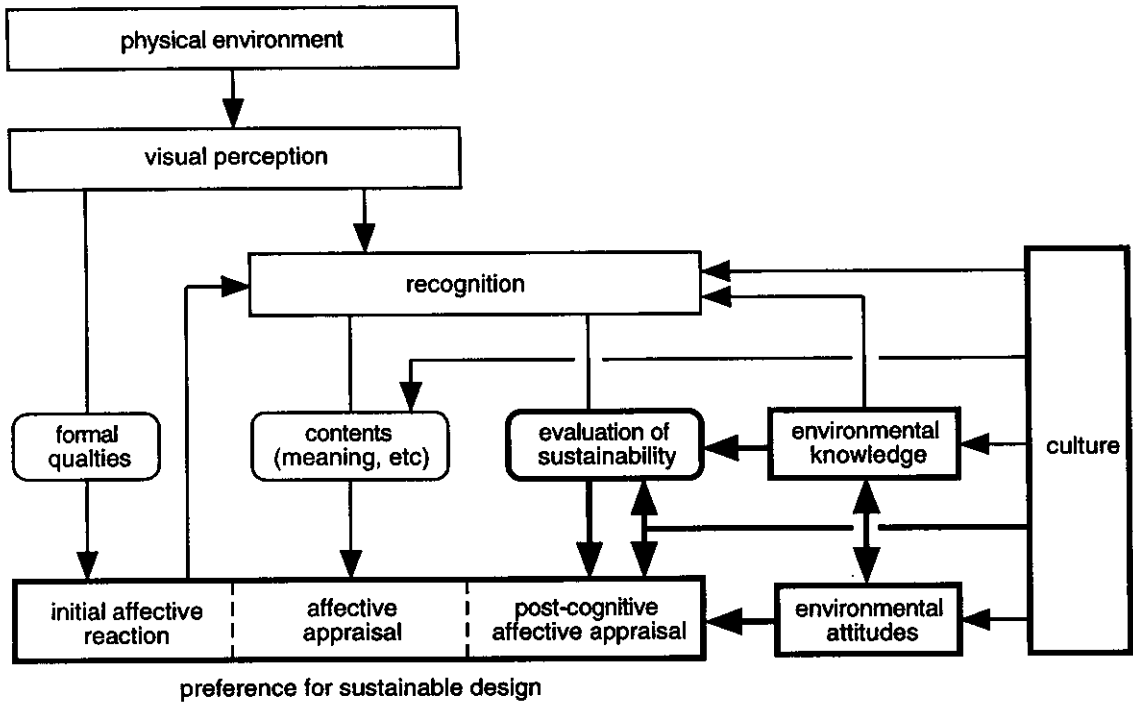 physical environment
visual perception
recognition
formal
qualties
contents
(meaning, etc)
evaluation of
sustainability
environmental
knowledge
culture
initial affective
reaction
affective
appraisal
post-cognitive
affective appraisal
environmental
attitudes
preference for sustainable design